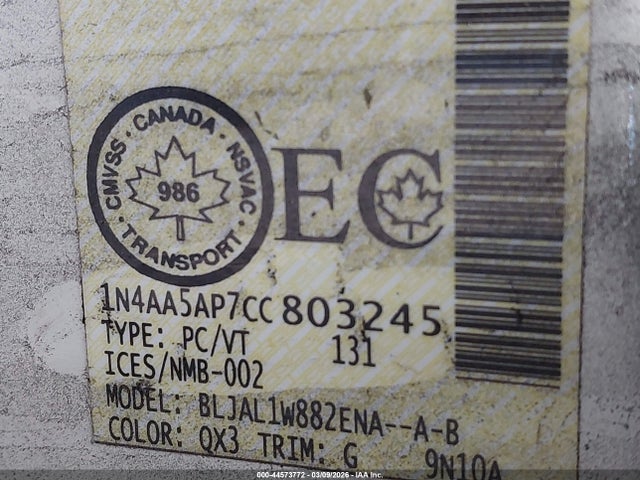 CMVSS · CANADA · NSVAC · TRANSPORT ·
986
EC
1N4AA5AP7CC803245
TYPE: PC/VT 131
ICES/NMB-002
MODEL: BLJAL1W882ENA--A-B
COLOR: QX3 TRIM: G 9N10A
000-44573772 - 03/09/2026 - IAA Inc.